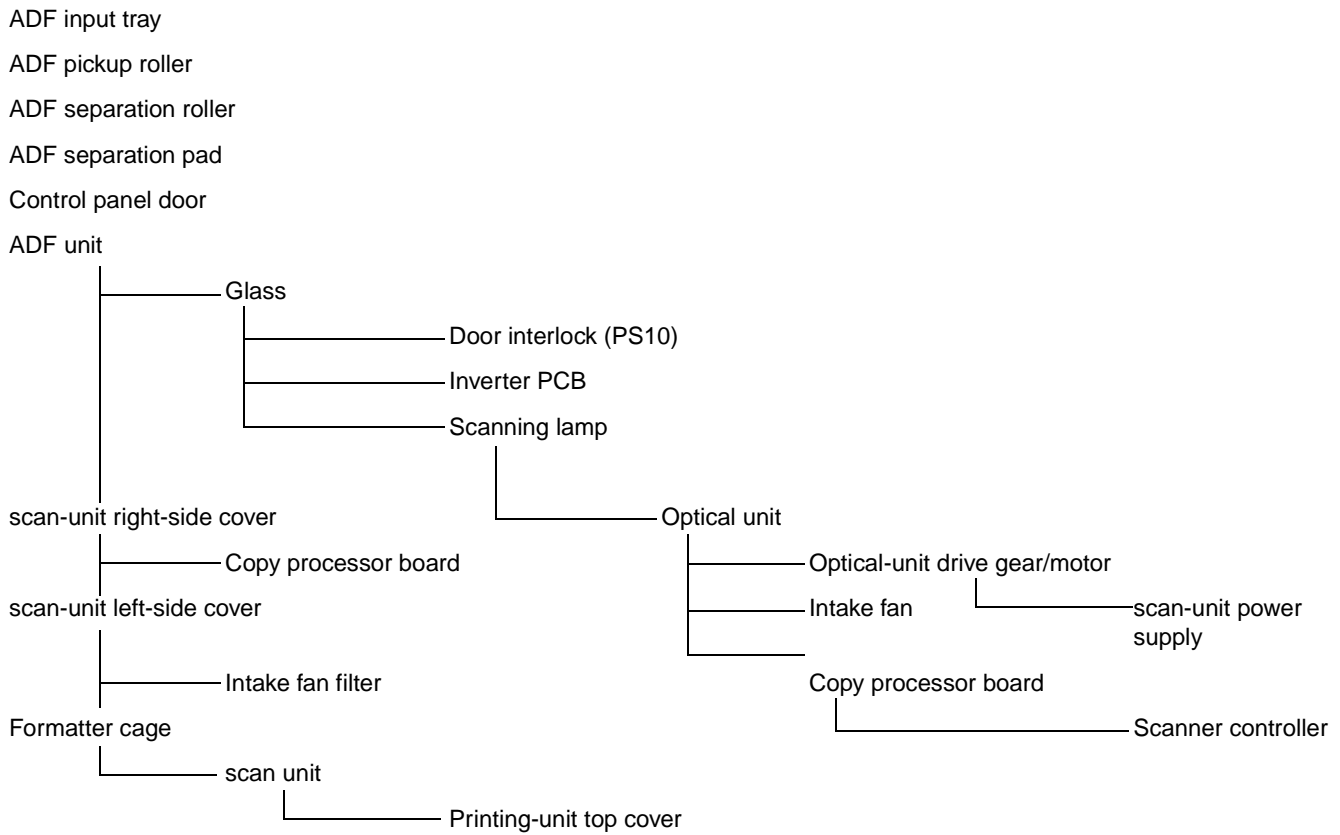 ADF input tray
ADF pickup roller
ADF separation roller
ADF separation pad
Control panel door
ADF unit
Glass
Door interlock (PS10)
Inverter PCB
Scanning lamp
scan-unit right-side cover
Optical unit
Copy processor board
Optical-unit drive gear/motor
scan-unit left-side cover
Intake fan
scan-unit power
supply
Intake fan filter
Copy processor board
Formatter cage
Scanner controller
scan unit
Printing-unit top cover